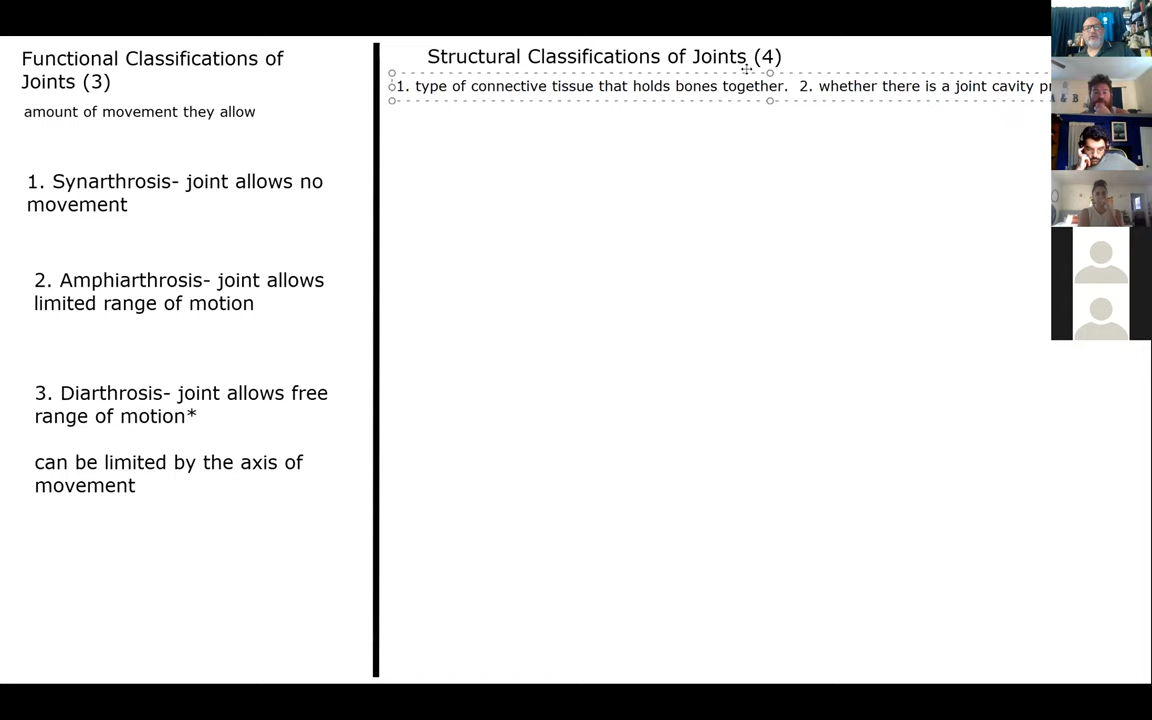 Functional Classifications of
Joints (3)
amount of movement they allow
1. Synarthrosis- joint allows no
movement
2. Amphiarthrosis- joint allows
limited range of motion
3. Diarthrosis- joint allows free
range of motion*
can be limited by the axis of
movement
Structural Classifications of Joints (4)
1. type of connective tissue that holds bones together.  2. whether there is a joint cavity
A & B